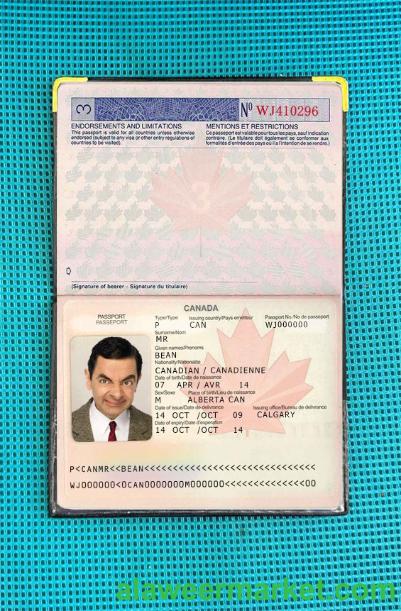 3
Nº WJ410296
ENDORSEMENTS AND LIMITATIONS
This passport is valid for all countries unless otherwise
endorsed (subject to any visa or other entry regulations of
countries to be visited).
MENTIONS ET RESTRICTIONS
Ce passeport est valable pour tous les pays, sauf indication
contraire. (Le titulaire doit également se conformer aux
formalités d'entrée des pays où il a l'intention de se rendre.)
(Signature of bearer - Signature du titulaire)
CANADA
PASSPORT
PASSEPORT
Type/Type
Issuing country/Pays
Passport No./No de passeport
P CAN WJ000000
Surname/Nom
MR
Given names/Prénoms
BEAN
Nationality/Nationalité
CANADIAN / CANADIENNE
Date of birth/Date de naissance
07 APR / AVR 14
Sex/Sexe
Place of birth/Lieu de naissance
M ALBERTA CAN
Date of issue/Date de délivrance
Issuing office/Bureau de délivrance
14 OCT /OCT 09 CALGARY
Date of expiry/Date d'expiration
14 OCT /OCT 14
P<CANMR<<BEAN<<<<<<<<<<<<<<<<<<<<<<<<<<<<<<
WJ000000<0CAN0000000M000000<<<<<<<<<<<<<<<00
alaweermarket.com